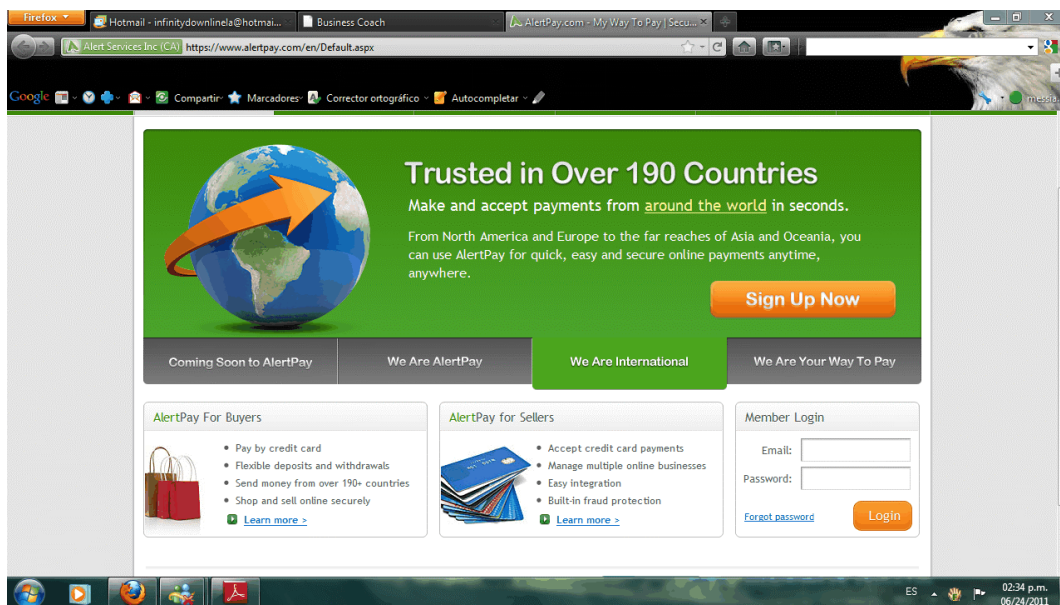 Firefox
Hotmail - infinitydownlinela@hotmai...
Business Coach
AlertPay.com - My Way To Pay | Secu...
Alert Services Inc (CA)
https://www.alertpay.com/en/Default.aspx
Google
Compartir
Marcadores
Corrector ortográfico
Autocompletar
messia
Trusted in Over 190 Countries
Make and accept payments from around the world in seconds.
From North America and Europe to the far reaches of Asia and Oceania, you
can use AlertPay for quick, easy and secure online payments anytime,
anywhere.
Sign Up Now
Coming Soon to AlertPay
We Are AlertPay
We Are International
We Are Your Way To Pay
AlertPay For Buyers
• Pay by credit card
• Flexible deposits and withdrawals
• Send money from over 190+ countries
• Shop and sell online securely
Learn more >
AlertPay for Sellers
• Accept credit card payments
• Manage multiple online businesses
• Easy integration
• Built-in fraud protection
Learn more >
Member Login
Email:
Password:
Forgot password
Login
ES
02:34 p.m.
06/24/2011